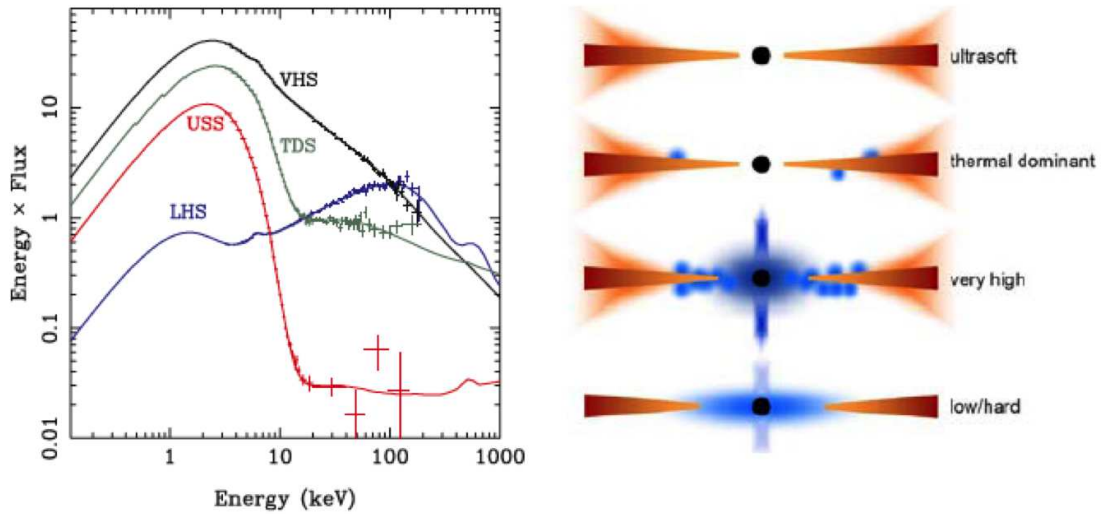 VHS
USS
TDS
LHS
Energy × Flux
10
1
0.1
0.01
1
10
100
1000
Energy (keV)
ultrasoft
thermal dominant
very high
low/hard